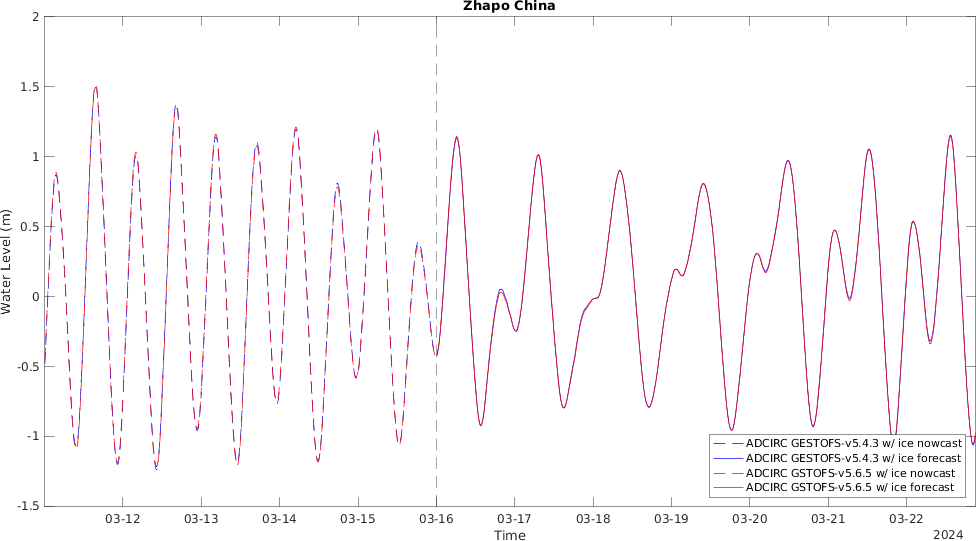 Zhapo China
Water Level (m)
2
1.5
1
0.5
0
-0.5
-1
-1.5
03-12 03-13 03-14 03-15 03-16 03-17 03-18 03-19 03-20 03-21 03-22
Time
2024
ADCIRC GESTOFS-v5.4.3 w/ ice nowcast
ADCIRC GESTOFS-v5.4.3 w/ ice forecast
ADCIRC GSTOFS-v5.6.5 w/ ice nowcast
ADCIRC GSTOFS-v5.6.5 w/ ice forecast